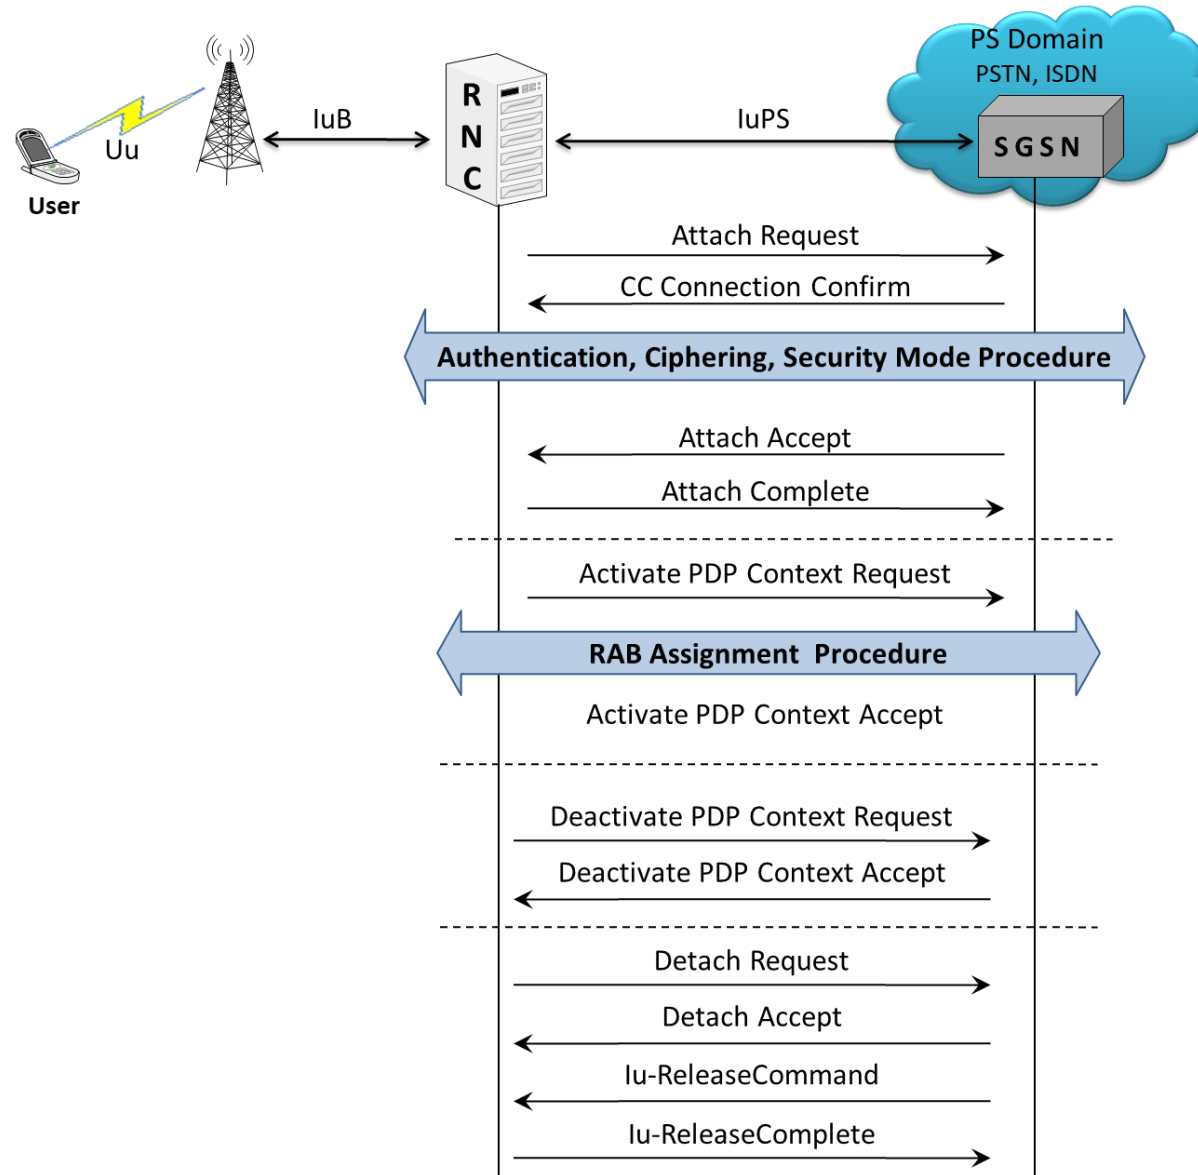 PS Domain
PSTN, ISDN
R
N
C
IuB
IuPS
SGSN
Uu
User
Attach Request
CC Connection Confirm
Authentication, Ciphering, Security Mode Procedure
Attach Accept
Attach Complete
Activate PDP Context Request
RAB Assignment Procedure
Activate PDP Context Accept
Deactivate PDP Context Request
Deactivate PDP Context Accept
Detach Request
Detach Accept
Iu-ReleaseCommand
Iu-ReleaseComplete